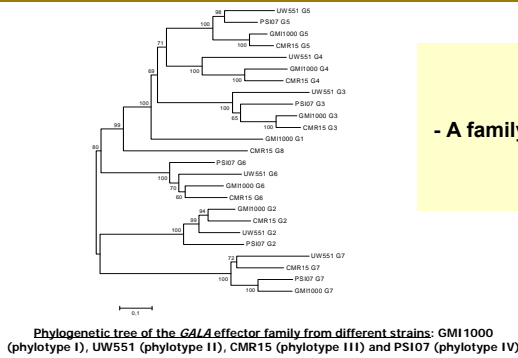 UW551 G5
98
PSI07 G5
100
GMI1000 G5
71
100
CMR15 G5
UW551 G4
100
GMI1000 G4
69
100
CMR15 G4
UW551 G3
100
PSI07 G3
100
65
GMI1000 G3
99
100
CMR15 G3
GMI1000 G1
80
CMR15 G8
PSI07 G6
100
UW551 G6
70
GMI1000 G6
60
CMR15 G6
94
GMI1000 G2
99
CMR15 G2
100
UW551 G2
PSI07 G2
72
UW551 G7
CMR15 G7
100
PSI07 G7
100
GMI1000 G7
0,1
- A family
Phylogenetic tree of the GALA effector family from different strains: GMI1000
(phylotype I), UW551 (phylotype II), CMR15 (phylotype III) and PSI07 (phylotype IV)